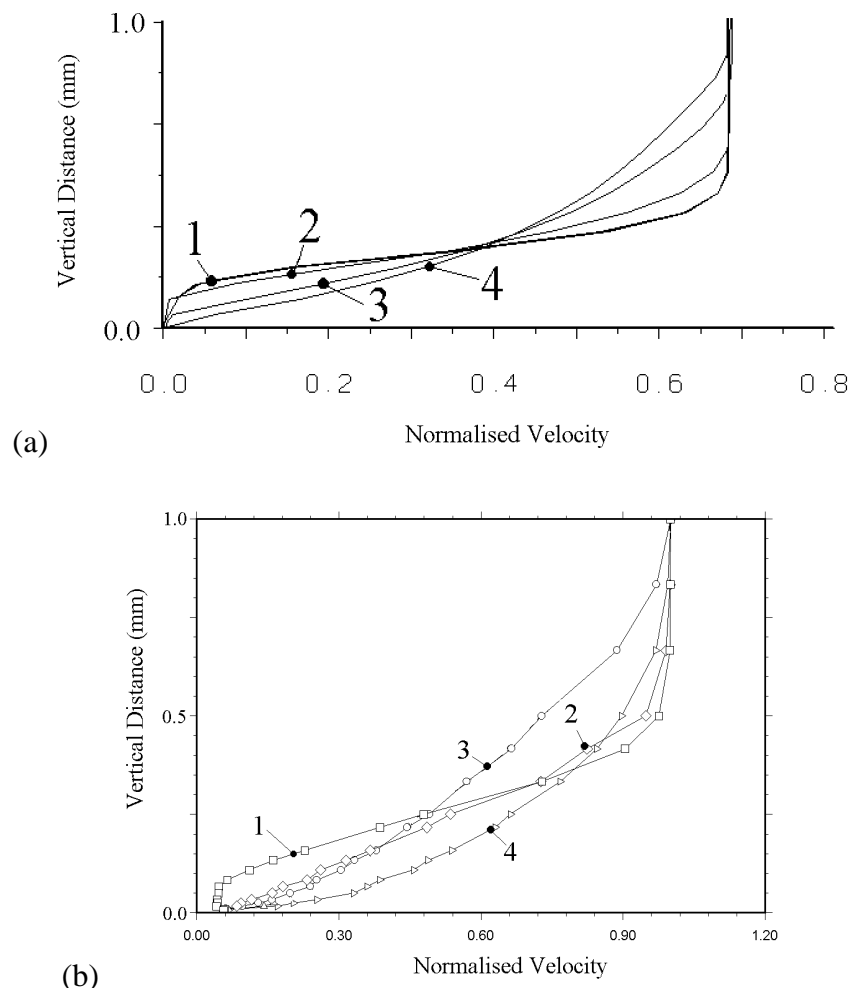 1.0
Vertical Distance (mm)
1
2
3
4
0.0
0.0 0.2 0.4 0.6 0.8
Normalised Velocity
(a)
1.0
Vertical Distance (mm)
0.5
1
2
3
4
0.0
0.00 0.30 0.60 0.90 1.20
Normalised Velocity
(b)